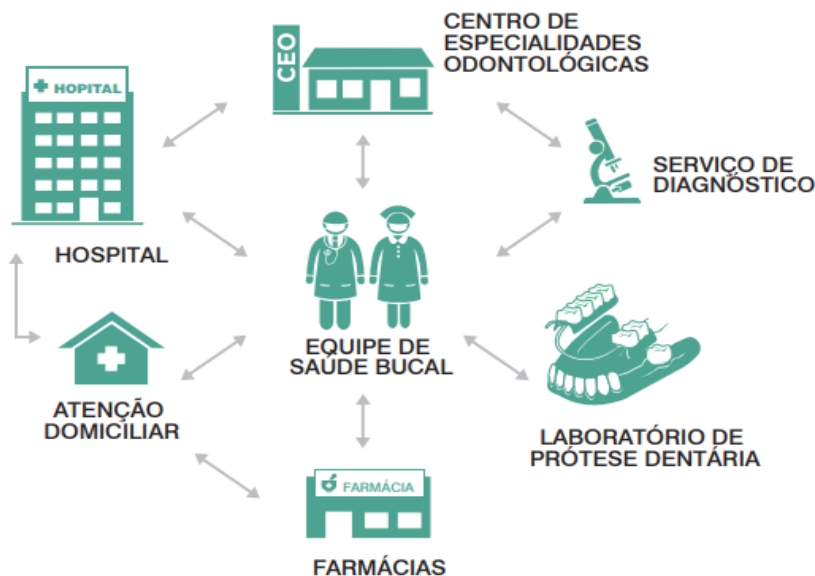 CEO
CENTRO DE
ESPECIALIDADES
ODONTOLÓGICAS
HOPITAL
HOSPITAL
SERVIÇO DE
DIAGNÓSTICO
EQUIPE DE
SAÚDE BUCAL
ATENÇÃO
DOMICILIAR
LABORATÓRIO DE
PRÓTESE DENTÁRIA
FARMÁCIA
FARMÁCIAS